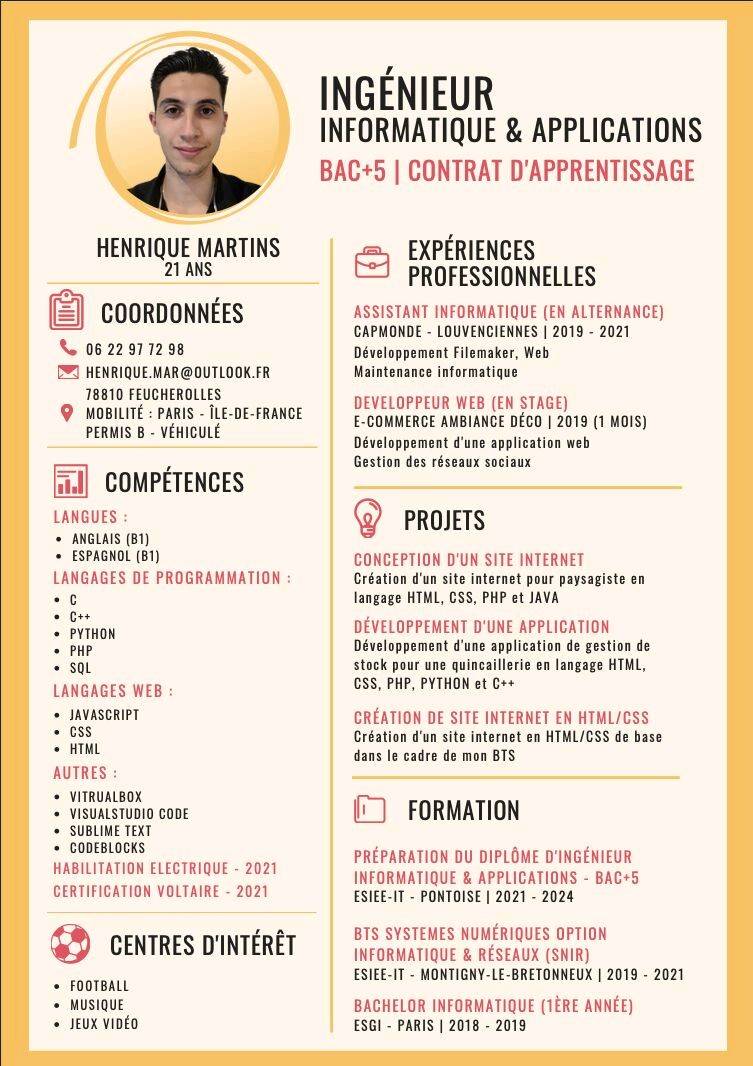 INGÉNIEUR
INFORMATIQUE & APPLICATIONS
BAC+5 | CONTRAT D'APPRENTISSAGE
HENRIQUE MARTINS
21 ANS
COORDONNÉES
06 22 97 72 98
HENRIQUE.MAR@OUTLOOK.FR
78810 FEUCHEROLLES
MOBILITÉ : PARIS - ÎLE-DE-FRANCE
PERMIS B - VÉHICULÉ
COMPÉTENCES
LANGUES :
• ANGLAIS (B1)
• ESPAGNOL (B1)
LANGAGES DE PROGRAMMATION :
• C
• C++
• PYTHON
• PHP
• SQL
LANGAGES WEB :
• JAVASCRIPT
• CSS
• HTML
AUTRES :
• VITRUALBOX
• VISUALSTUDIO CODE
• SUBLIME TEXT
• CODEBLOCKS
HABILITATION ELECTRIQUE - 2021
CERTIFICATION VOLTAIRE - 2021
CENTRES D'INTÉRÊT
• FOOTBALL
• MUSIQUE
• JEUX VIDÉO
EXPÉRIENCES
PROFESSIONNELLES
ASSISTANT INFORMATIQUE (EN ALTERNANCE)
CAPMONDE - LOUVENCIENNES | 2019 - 2021
Développement Filemaker, Web
Maintenance informatique
DEVELOPPEUR WEB (EN STAGE)
E-COMMERCE AMBIANCE DÉCO | 2019 (1 MOIS)
Développement d'une application web
Gestion des réseaux sociaux
PROJETS
CONCEPTION D'UN SITE INTERNET
Création d'un site internet pour paysagiste en
langage HTML, CSS, PHP et JAVA
DÉVELOPPEMENT D'UNE APPLICATION
Développement d'une application de gestion de
stock pour une quincaillerie en langage HTML,
CSS, PHP, PYTHON et C++
CRÉATION DE SITE INTERNET EN HTML/CSS
Création d'un site internet en HTML/CSS de base
dans le cadre de mon BTS
FORMATION
PRÉPARATION DU DIPLÔME D'INGÉNIEUR
INFORMATIQUE & APPLICATIONS - BAC+5
ESIEE-IT - PONTOISE | 2021 - 2024
BTS SYSTEMES NUMÉRIQUES OPTION
INFORMATIQUE & RÉSEAUX (SNIR)
ESIEE-IT - MONTIGNY-LE-BRETONNEUX | 2019 - 2021
BACHELOR INFORMATIQUE (1ÈRE ANNÉE)
ESGI - PARIS | 2018 - 2019